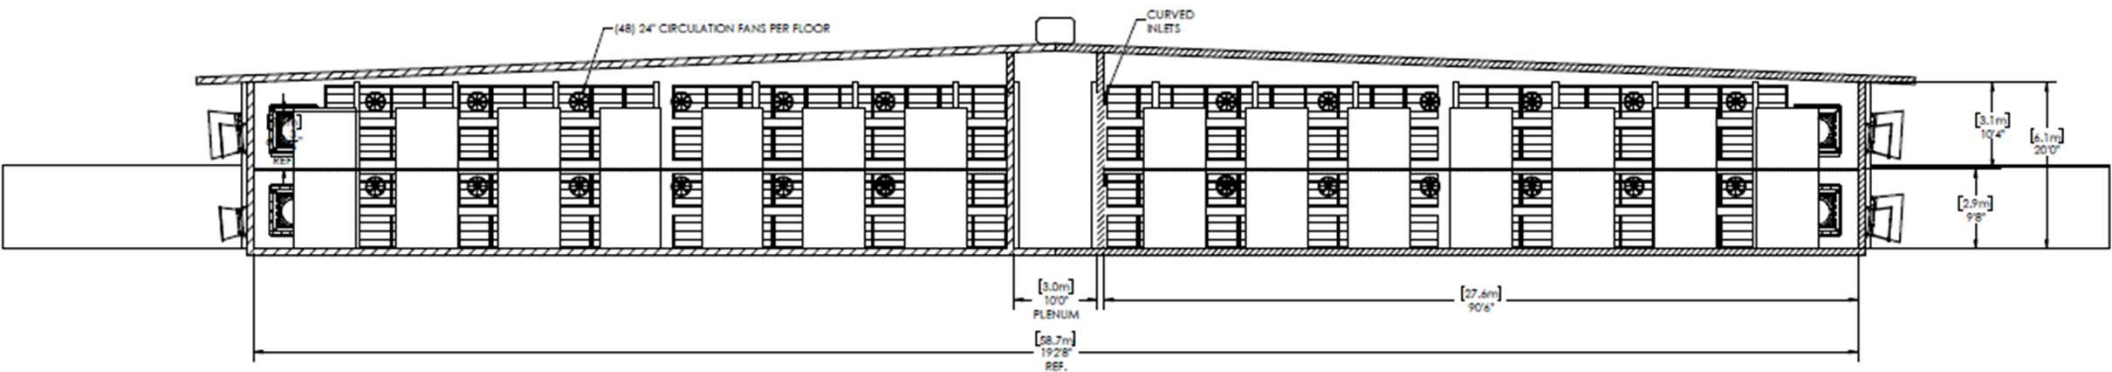 (48) 24" CIRCULATION FANS PER FLOOR
CURVED
INLETS
REF
[3.1m]
10'4"
[6.1m]
20'0"
[2.9m]
9'8"
[3.0m]
10'0"
PLENUM
[27.6m]
90'6"
[58.7m]
192'8"
REF.